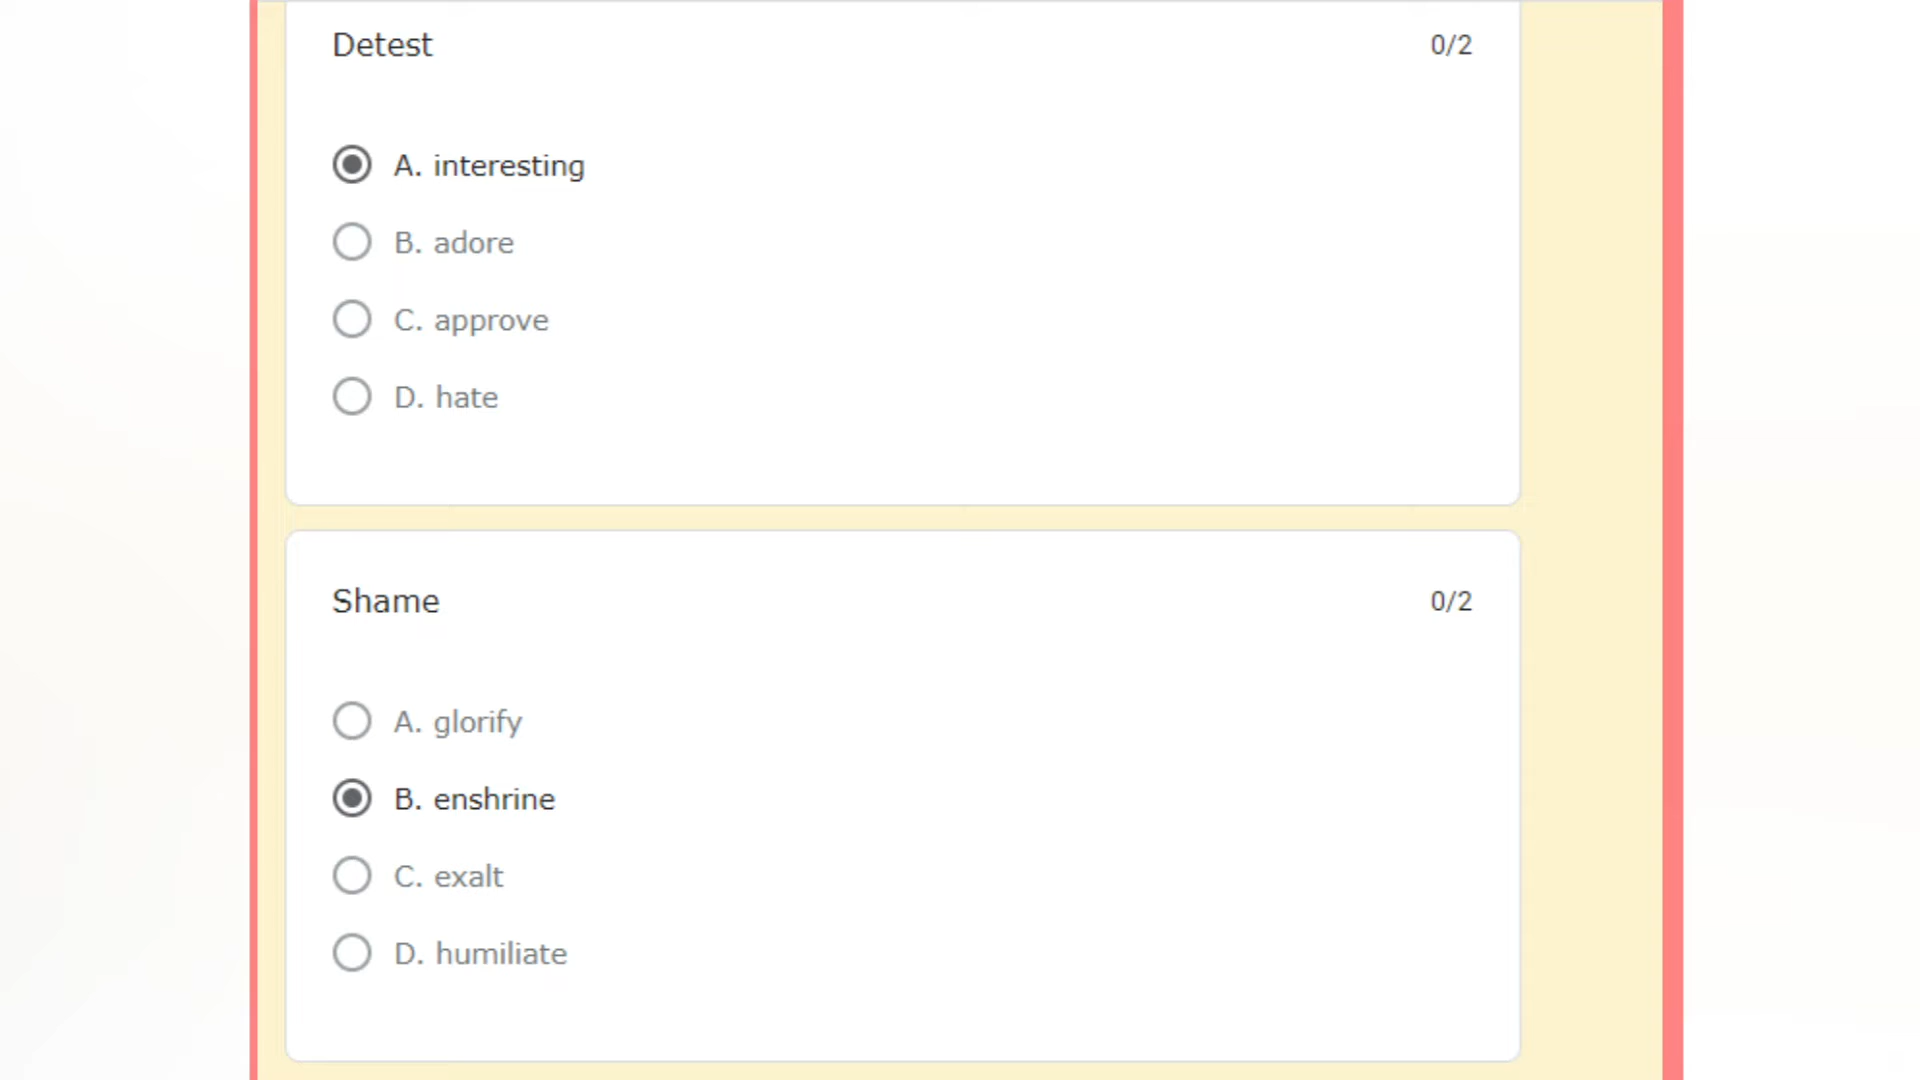 Detest 0/2
A. interesting
B. adore
C. approve
D. hate
Shame 0/2
A. glorify
B. enshrine
C. exalt
D. humiliate